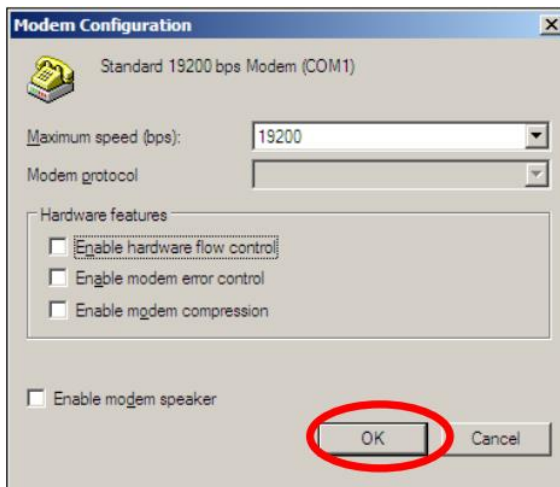 Modem Configuration
Standard 19200 bps Modem (COM1)
Maximum speed (bps):
19200
Modem protocol
Hardware features
Enable hardware flow control
Enable modem error control
Enable modem compression
Enable modem speaker
OK
Cancel